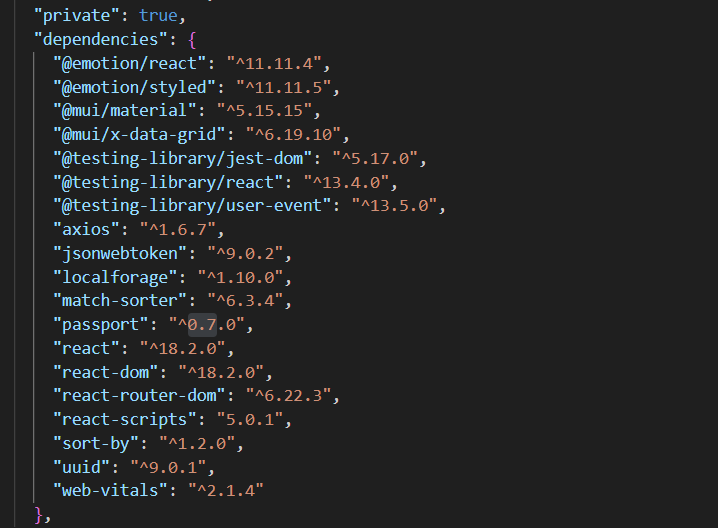 "private": true,
"dependencies": {
"@emotion/react": "^11.11.4",
"@emotion/styled": "^11.11.5",
"@mui/material": "^5.15.15",
"@mui/x-data-grid": "^6.19.10",
"@testing-library/jest-dom": "^5.17.0",
"@testing-library/react": "^13.4.0",
"@testing-library/user-event": "^13.5.0",
"axios": "^1.6.7",
"jsonwebtoken": "^9.0.2",
"localforage": "^1.10.0",
"match-sorter": "^6.3.4",
"passport": "^0.7.0",
"react": "^18.2.0",
"react-dom": "^18.2.0",
"react-router-dom": "^6.22.3",
"react-scripts": "5.0.1",
"sort-by": "^1.2.0",
"uuid": "^9.0.1",
"web-vitals": "^2.1.4"
},